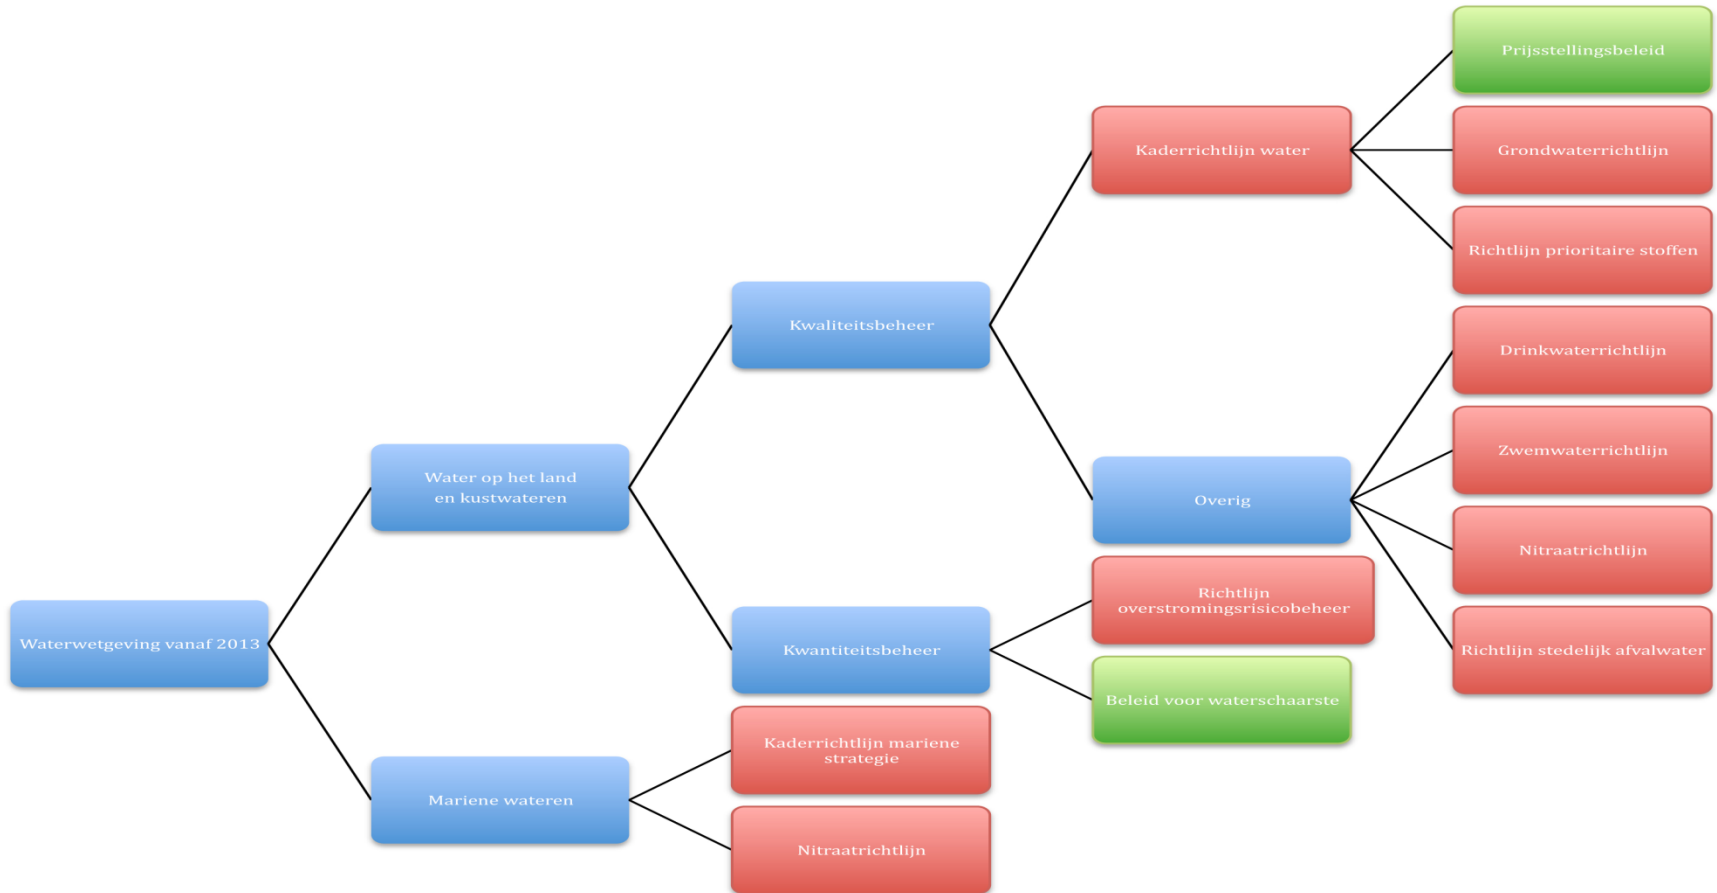 Prijsstellingsbeleid
Kaderrichtlijn water
Grondwaterrichtlijn
Richtlijn prioritaire stoffen
Kwaliteitsbeheer
Drinkwaterrichtlijn
Water op het land
en kustwateren
Zwemwaterrichtlijn
Overig
Nitraatrichtlijn
Richtlijn
overstromingsrisicobeheer
Waterwetgeving vanaf 2013
Kwantiteitsbeheer
Richtlijn stedelijk afvalwater
Beleid voor waterschaarste
Kaderrichtlijn mariene
strategie
Mariene wateren
Nitraatrichtlijn